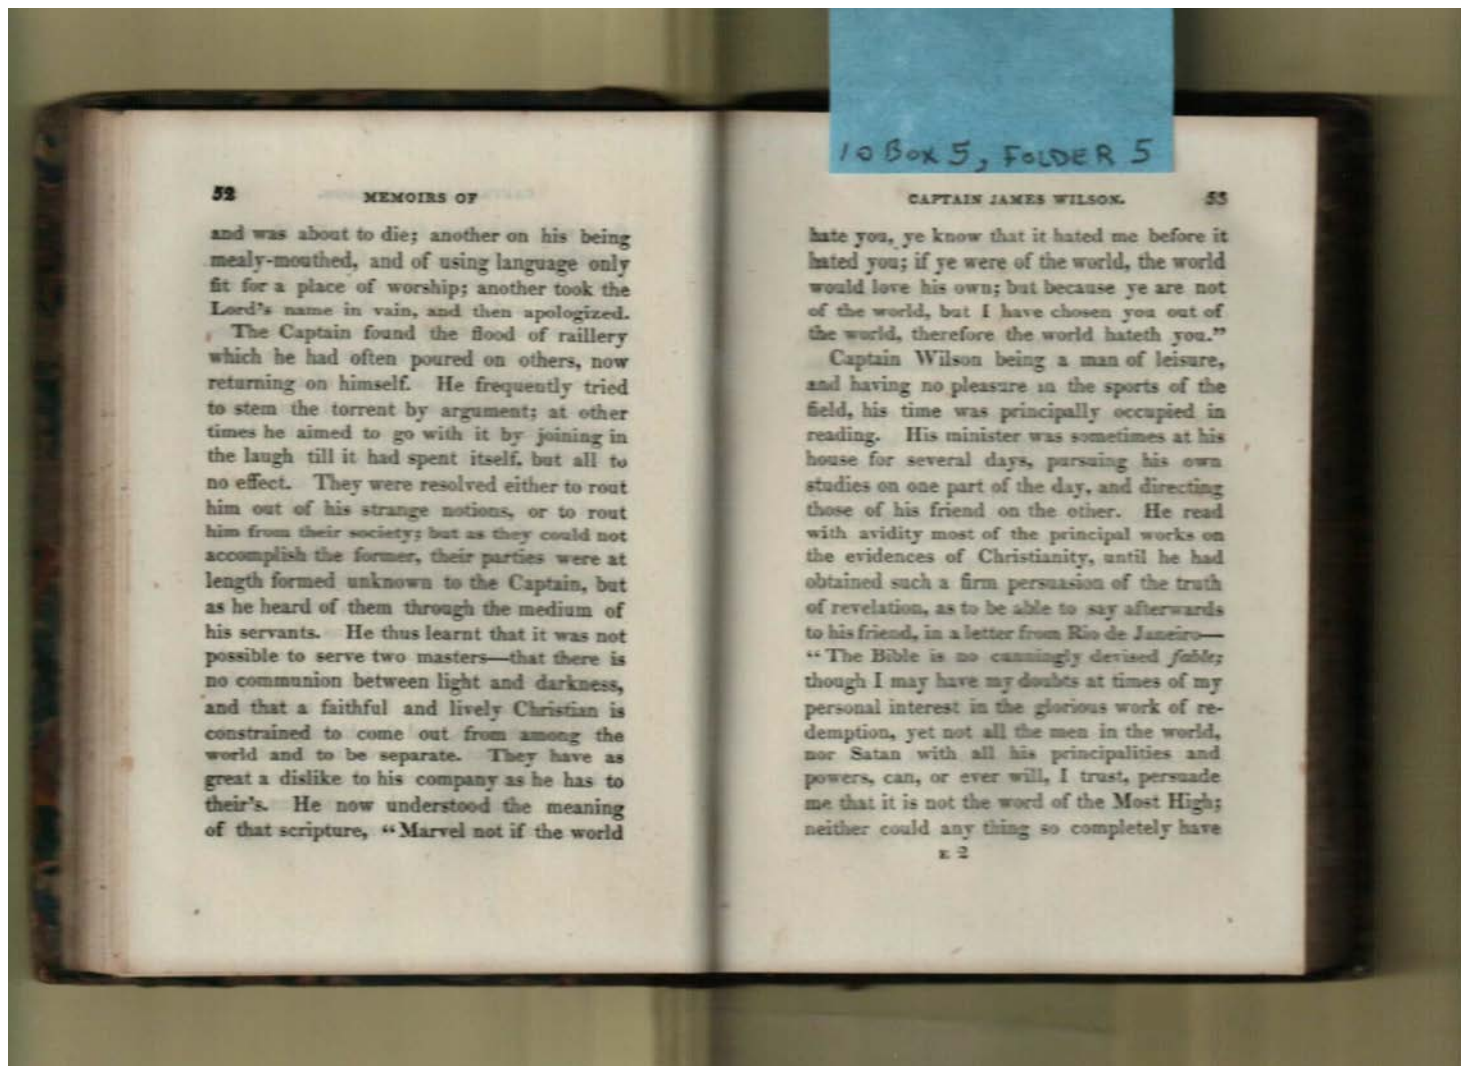 10 Box 5, FOLDER 5
52
MEMOIRS OF
and was about to die; another on his being
mealy-mouthed, and of using language only
fit for a place of worship; another took the
Lord's name in vain, and then apologized.
The Captain found the flood of raillery
which he had often poured on others, now
returning on himself. He frequently tried
to stem the torrent by argument; at other
times he aimed to go with it by joining in
the laugh till it had spent itself, but all to
no effect. They were resolved either to rout
him out of his strange notions, or to rout
him from their society; but as they could not
accomplish the former, their parties were at
length formed unknown to the Captain, but
as he heard of them through the medium of
his servants. He thus learnt that it was not
possible to serve two masters—that there is
no communion between light and darkness,
and that a faithful and lively Christian is
constrained to come out from among the
world and to be separate. They have as
great a dislike to his company as he has to
their's. He now understood the meaning
of that scripture, "Marvel not if the world
CAPTAIN JAMES WILSON.
53
hate you, ye know that it hated me before it
hated you; if ye were of the world, the world
would love his own; but because ye are not
of the world, but I have chosen you out of
the world, therefore the world hateth you."
Captain Wilson being a man of leisure,
and having no pleasure in the sports of the
field, his time was principally occupied in
reading. His minister was sometimes at his
house for several days, pursuing his own
studies on one part of the day, and directing
those of his friend on the other. He read
with avidity most of the principal works on
the evidences of Christianity, until he had
obtained such a firm persuasion of the truth
of revelation, as to be able to say afterwards
to his friend, in a letter from Rio de Janeiro—
"The Bible is no cunningly devised fable;
though I may have my doubts at times of my
personal interest in the glorious work of re-
demption, yet not all the men in the world,
nor Satan with all his principalities and
powers, can, or ever will, I trust, persuade
me that it is not the word of the Most High;
neither could any thing so completely have
E 2